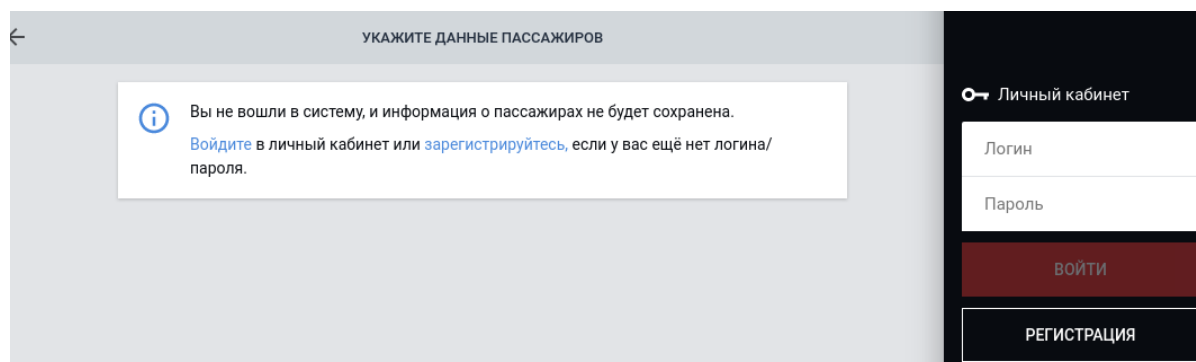 УКАЖИТЕ ДАННЫЕ ПАССАЖИРОВ
Вы не вошли в систему, и информация о пассажирах не будет сохранена.
Войдите в личный кабинет или зарегистрируйтесь, если у вас ещё нет логина/
пароля.
Личный кабинет
Логин
Пароль
ВОЙТИ
РЕГИСТРАЦИЯ